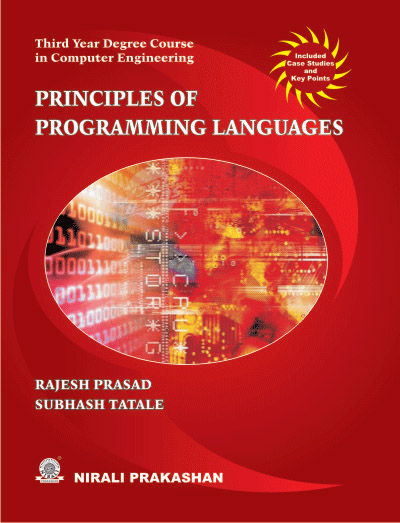 Third Year Degree Course
in Computer Engineering
Included
Case Studies
and
Key Points
PRINCIPLES OF
PROGRAMMING LANGUAGES
RAJESH PRASAD
SUBHASH TATALE
NIRALI PRAKASHAN